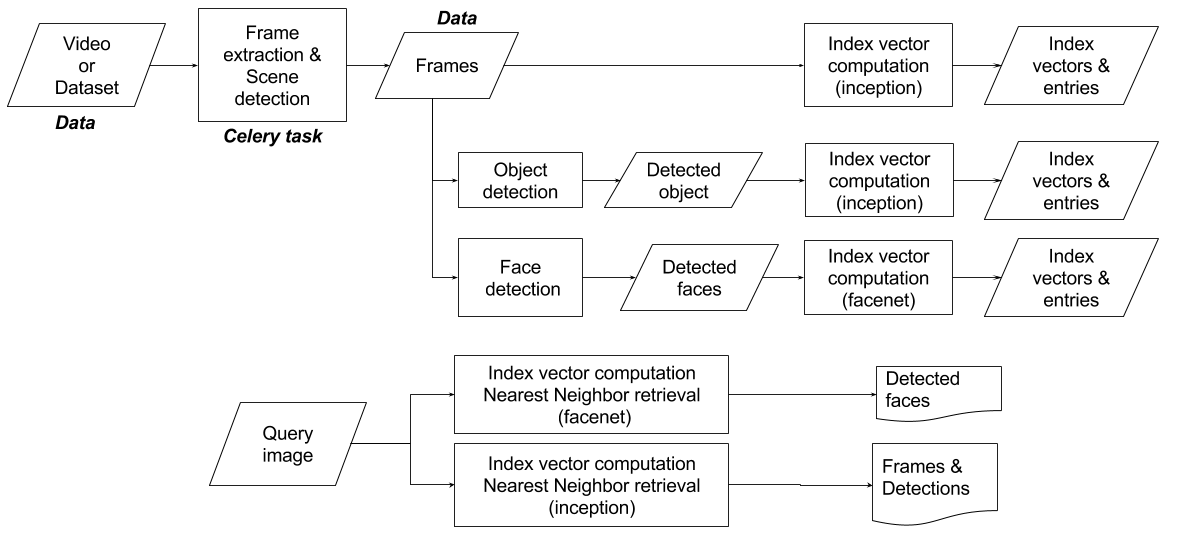 Video
or
Dataset
Data
Frame
extraction &
Scene
detection
Celery task
Data
Frames
Index vector
computation
(inception)
Index
vectors &
entries
Object
detection
Detected
object
Index vector
computation
(inception)
Index
vectors &
entries
Face
detection
Detected
faces
Index vector
computation
(facenet)
Index
vectors &
entries
Query
image
Index vector computation
Nearest Neighbor retrieval
(facenet)
Detected
faces
Index vector computation
Nearest Neighbor retrieval
(inception)
Frames &
Detections